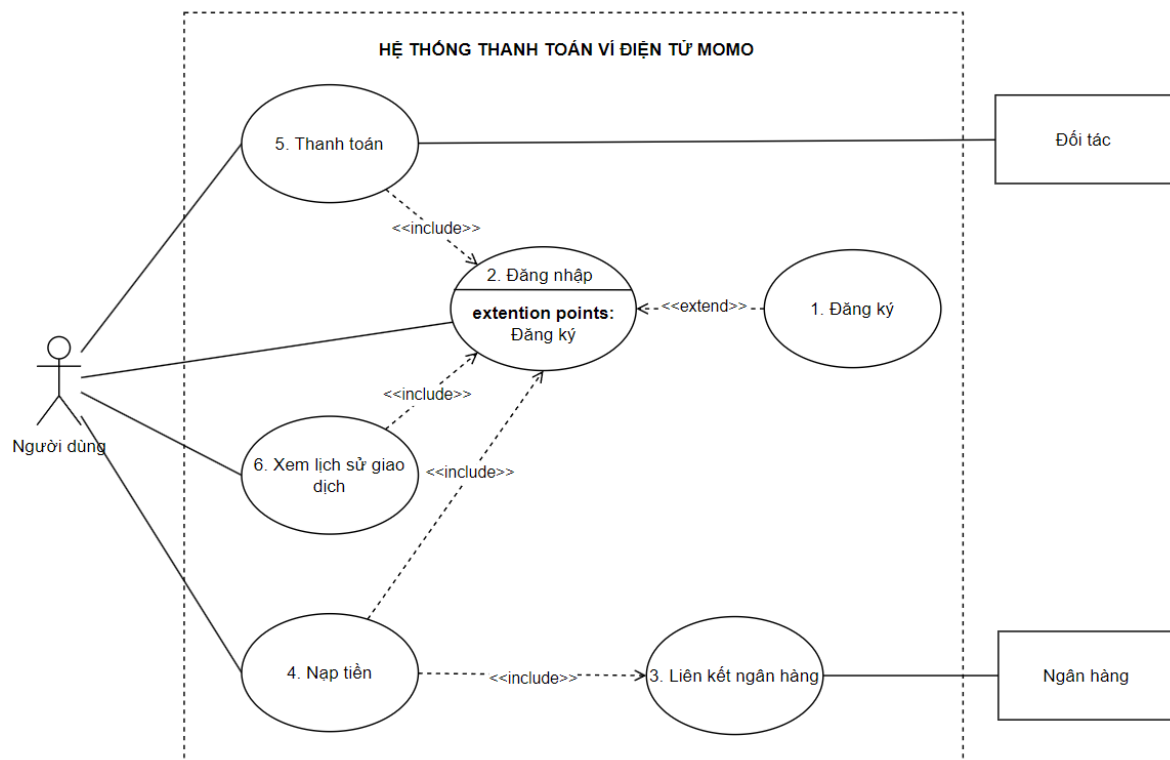 HỆ THỐNG THANH TOÁN VÍ ĐIỆN TỬ MOMO
5. Thanh toán
Đối tác
<<include>>
2. Đăng nhập
extention points:
Đăng ký
<<extend>>
1. Đăng ký
<<include>>
Người dùng
6. Xem lịch sử giao
dịch
<<include>>
4. Nạp tiền
<<include>>
3. Liên kết ngân hàng
Ngân hàng